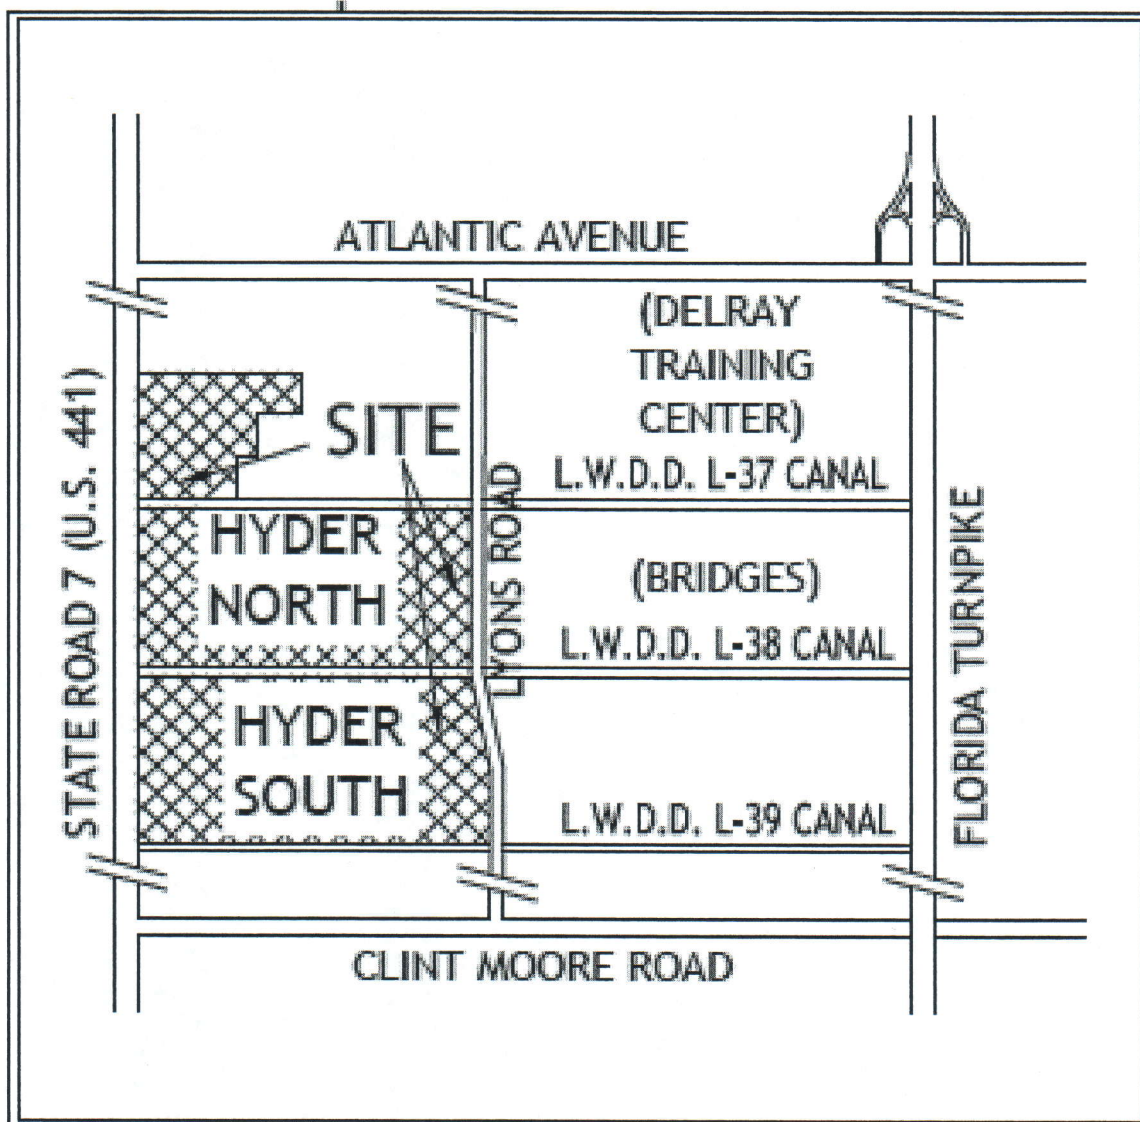 ATLANTIC AVENUE
(DELRAY
TRAINING
CENTER)
L.W.D.D. L-37 CANAL
SITE
STATE ROAD 7 (U.S. 441)
HYDER
NORTH
LYONS ROAD
(BRIDGES)
L.W.D.D. L-38 CANAL
FLORIDA TURNPIKE
HYDER
SOUTH
L.W.D.D. L-39 CANAL
CLINT MOORE ROAD